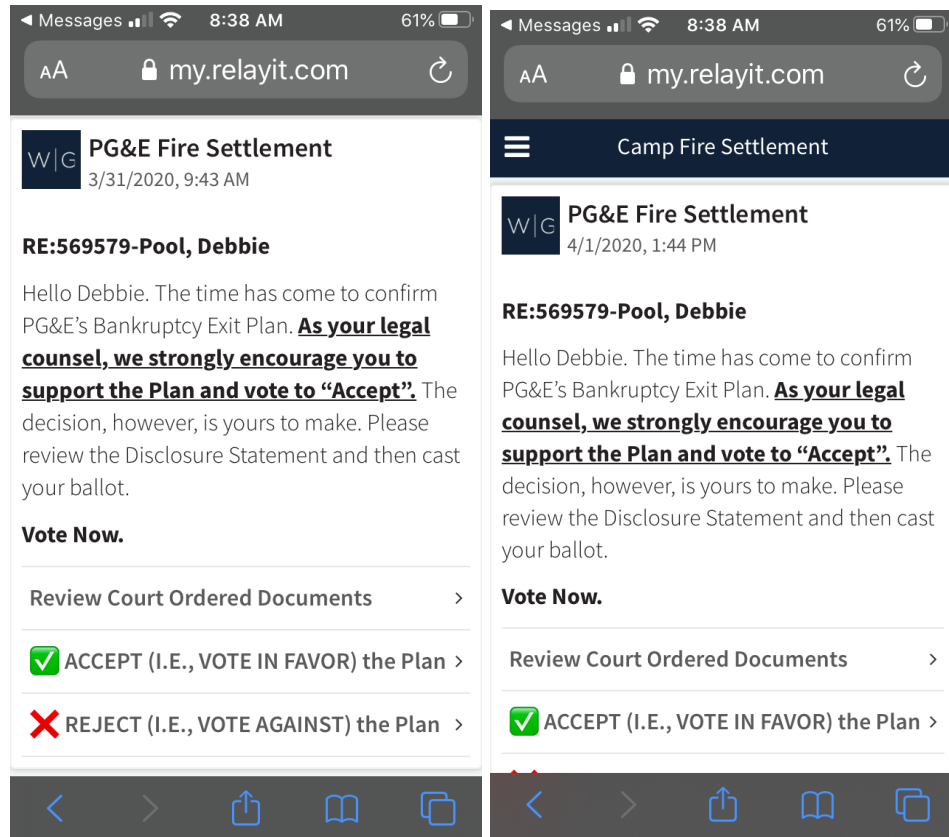 ◀ Messages 8:38 AM 61%
AA my.relayit.com
W|G PG&E Fire Settlement
3/31/2020, 9:43 AM
RE:569579-Pool, Debbie
Hello Debbie. The time has come to confirm
PG&E's Bankruptcy Exit Plan. As your legal
counsel, we strongly encourage you to
support the Plan and vote to “Accept”. The
decision, however, is yours to make. Please
review the Disclosure Statement and then cast
your ballot.
Vote Now.
Review Court Ordered Documents >
✅ ACCEPT (I.E., VOTE IN FAVOR) the Plan >
❌ REJECT (I.E., VOTE AGAINST) the Plan >
◀ Messages 8:38 AM 61%
AA my.relayit.com
Camp Fire Settlement
W|G PG&E Fire Settlement
4/1/2020, 1:44 PM
RE:569579-Pool, Debbie
Hello Debbie. The time has come to confirm
PG&E's Bankruptcy Exit Plan. As your legal
counsel, we strongly encourage you to
support the Plan and vote to “Accept”. The
decision, however, is yours to make. Please
review the Disclosure Statement and then cast
your ballot.
Vote Now.
Review Court Ordered Documents >
✅ ACCEPT (I.E., VOTE IN FAVOR) the Plan >